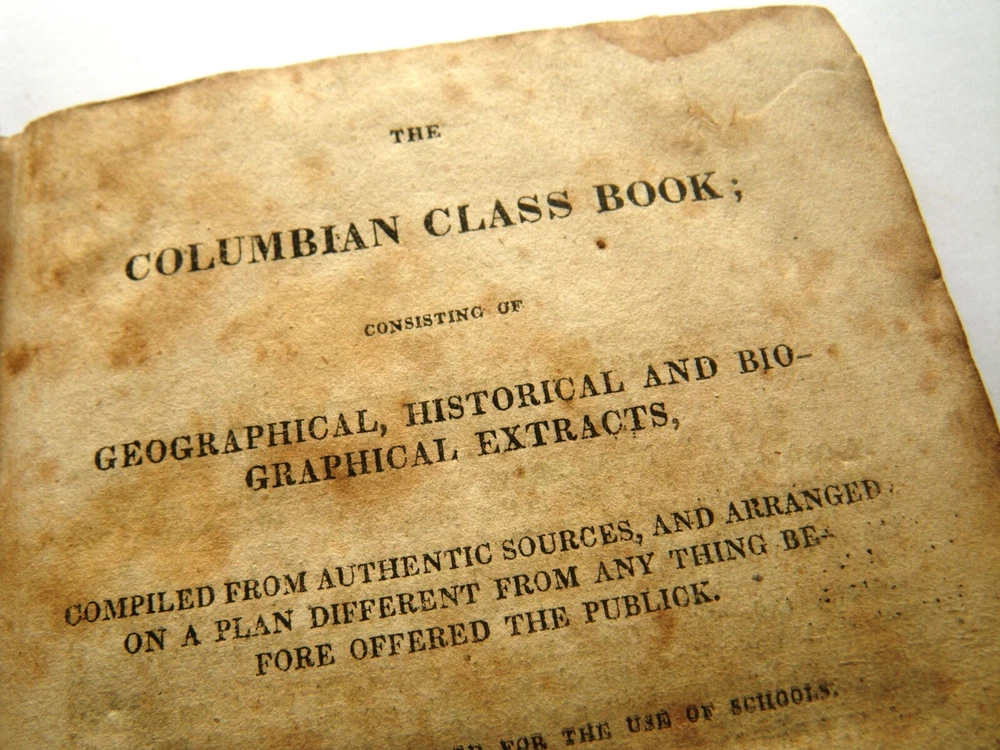 THE
COLUMBIAN CLASS BOOK;
CONSISTING OF
GEOGRAPHICAL, HISTORICAL AND BIO-
GRAPHICAL EXTRACTS,
COMPILED FROM AUTHENTIC SOURCES, AND ARRANGED
ON A PLAN DIFFERENT FROM ANY THING BE-
FORE OFFERED THE PUBLICK.
FOR THE USE OF SCHOOLS.